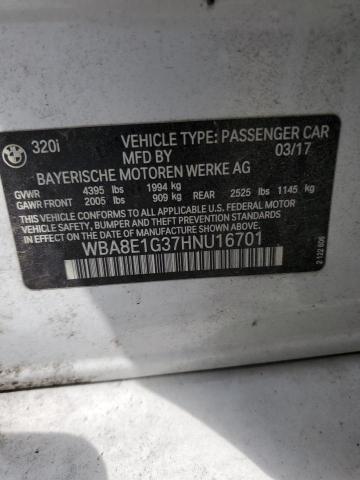 BMW
320i
VEHICLE TYPE: PASSENGER CAR
MFD BY 03/17
BAYERISCHE MOTOREN WERKE AG
GVWR 4395 lbs 1994 kg
GAWR FRONT 2005 lbs 909 kg REAR 2525 lbs 1145 kg
THIS VEHICLE CONFORMS TO ALL APPLICABLE U.S. FEDERAL MOTOR
VEHICLE SAFETY, BUMPER, AND THEFT PREVENTION STANDARDS
IN EFFECT ON THE DATE OF MANUFACTURE SHOWN ABOVE.
WBA8E1G37HNU16701